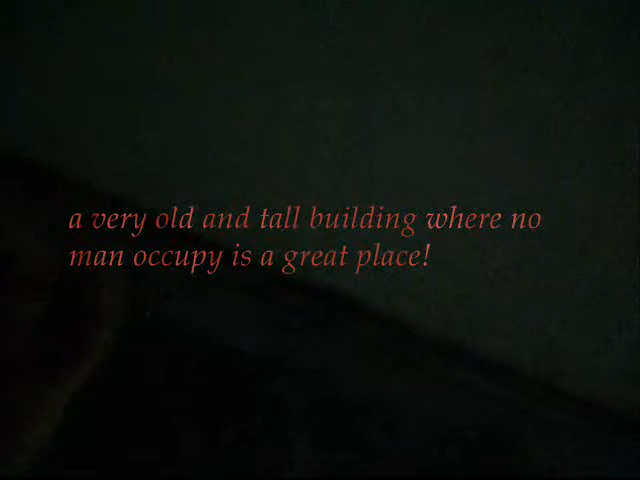 a very old and tall building where no
man occupy is a great place!